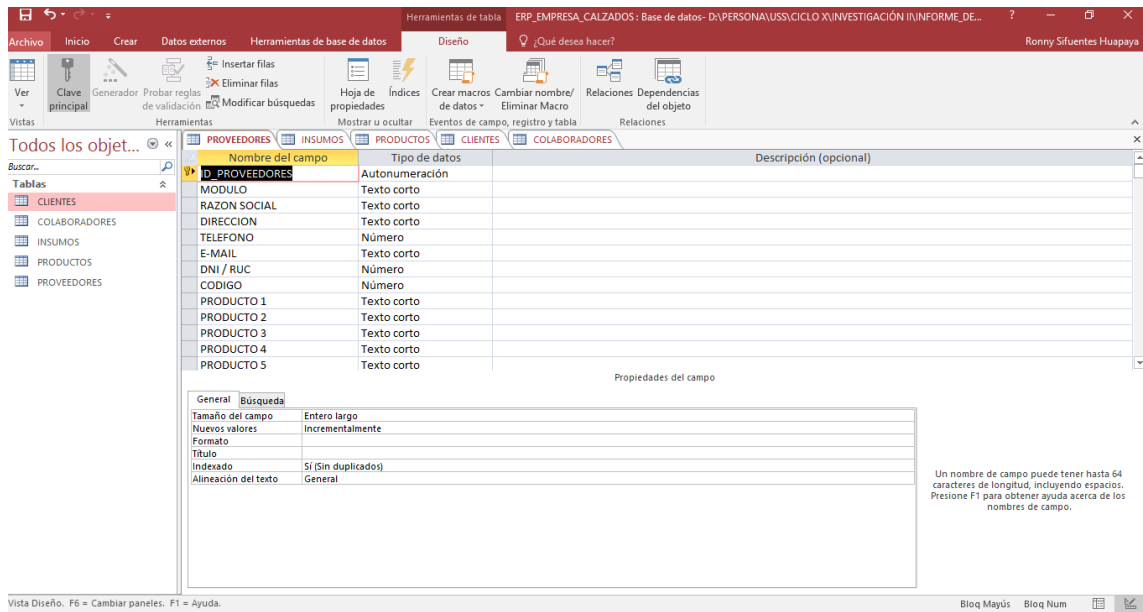 Herramientas de tabla ERP_EMPRESA_CALZADOS : Base de datos- D:\PERSONA\USS\CICLO X\INVESTIGACIÓN II\INFORME_DE... ?
Archivo Inicio Crear Datos externos Herramientas de base de datos Diseño ¿Qué desea hacer? Ronny Sifuentes Huapaya
Ver
Clave principal
Generador
Probar reglas de validación
Insertar filas
Eliminar filas
Modificar búsquedas
Hoja de propiedades
Índices
Crear macros de datos
Cambiar nombre/ Eliminar Macro
Relaciones
Dependencias del objeto
Vistas Herramientas Mostrar u ocultar Eventos de campo, registro y tabla Relaciones
Todos los objet... «
Buscar...
Tablas
CLIENTES
COLABORADORES
INSUMOS
PRODUCTOS
PROVEEDORES
PROVEEDORES INSUMOS PRODUCTOS CLIENTES COLABORADORES
Nombre del campo Tipo de datos Descripción (opcional)
ID_PROVEEDORES Autonumeración
MODULO Texto corto
RAZON SOCIAL Texto corto
DIRECCION Texto corto
TELEFONO Número
E-MAIL Texto corto
DNI / RUC Número
CODIGO Número
PRODUCTO 1 Texto corto
PRODUCTO 2 Texto corto
PRODUCTO 3 Texto corto
PRODUCTO 4 Texto corto
PRODUCTO 5 Texto corto
Propiedades del campo
General Búsqueda
Tamaño del campo Entero largo
Nuevos valores Incrementalmente
Formato
Título
Indexado Sí (Sin duplicados)
Alineación del texto General
Un nombre de campo puede tener hasta 64
caracteres de longitud, incluyendo espacios.
Presione F1 para obtener ayuda acerca de los
nombres de campo.
Vista Diseño. F6 = Cambiar paneles. F1 = Ayuda. Bloq Mayús Bloq Num